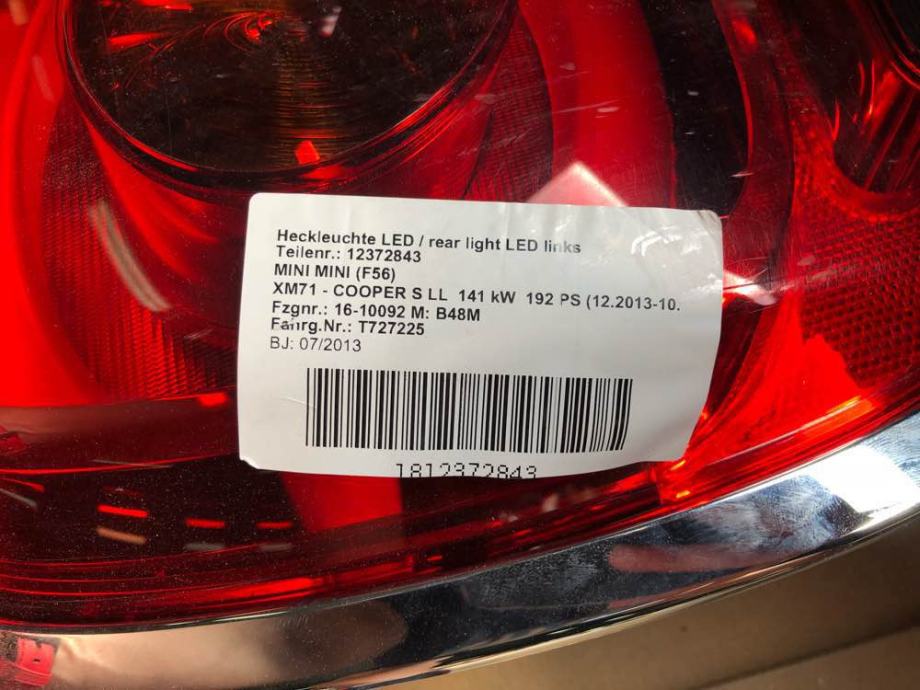 Heckleuchte LED / rear light LED links
Teilenr.: 12372843
MINI MINI (F56)
XM71 - COOPER S LL 141 kW 192 PS (12.2013-10.
Fzgnr.: 16-10092 M: B48M
Fahrg.Nr.: T727225
BJ: 07/2013
1812372843